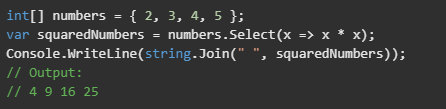 int[] numbers = { 2, 3, 4, 5 };
var squaredNumbers = numbers.Select(x => x * x);
Console.WriteLine(string.Join(" ", squaredNumbers));
// Output:
// 4 9 16 25